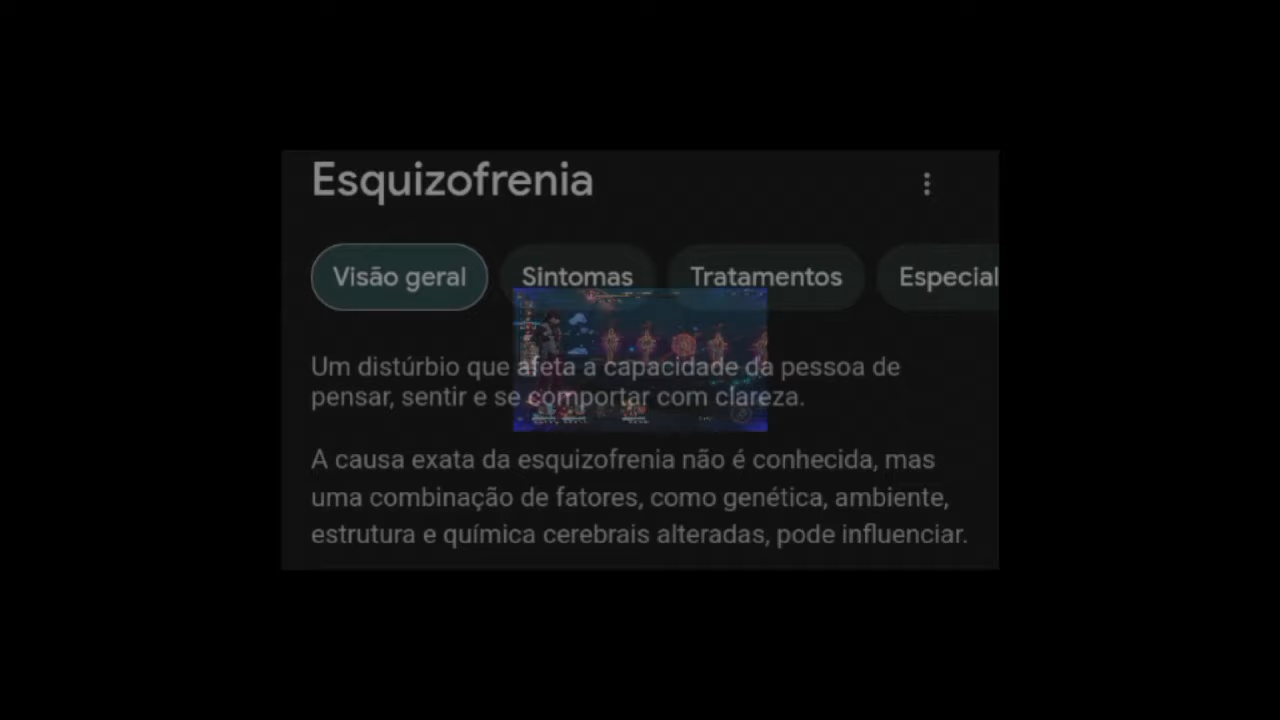 Esquizofrenia
Visão geral Sintomas Tratamentos Especial
Um distúrbio que afeta a capacidade da pessoa de
pensar, sentir e se comportar com clareza.
A causa exata da esquizofrenia não é conhecida, mas
uma combinação de fatores, como genética, ambiente,
estrutura e química cerebrais alteradas, pode influenciar.